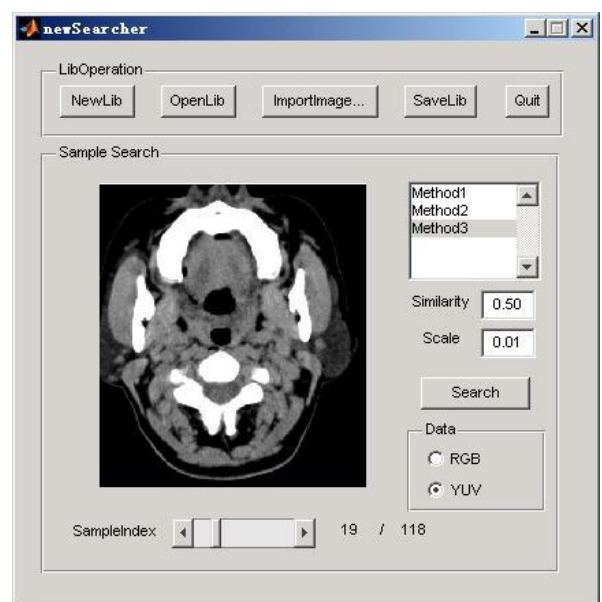 newSearcher
LibOperation
NewLib OpenLib ImportImage... SaveLib Quit
Sample Search
Method1
Method2
Method3
Similarity 0.50
Scale 0.01
Search
Data
RGB
YUV
SampleIndex 19 / 118